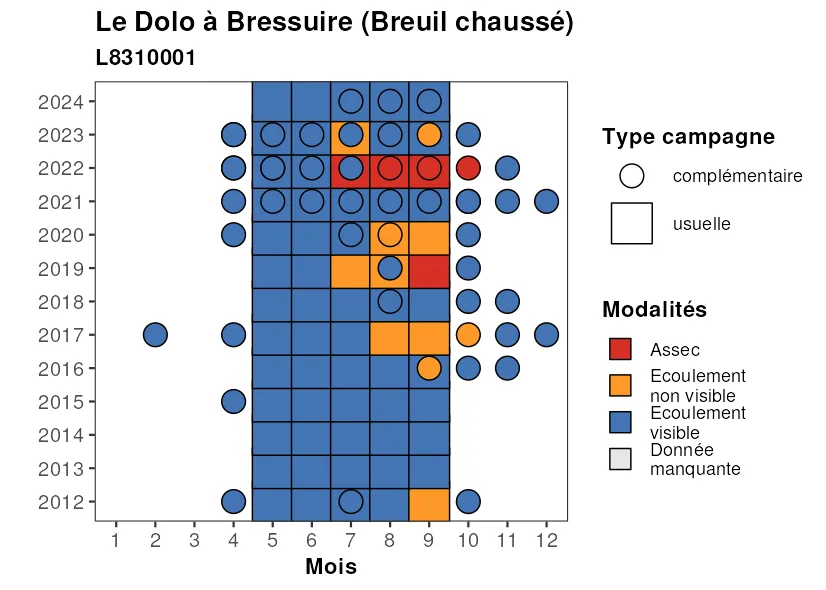 Le Dolo à Bressuire (Breuil chaussé)
L8310001
2024
2023
2022
2021
2020
2019
2018
2017
2016
2015
2014
2013
2012
1 2 3 4 5 6 7 8 9 10 11 12
Mois
Type campagne
complémentaire
usuelle
Modalités
Assec
Ecoulement
non visible
Ecoulement
visible
Donnée
manquante